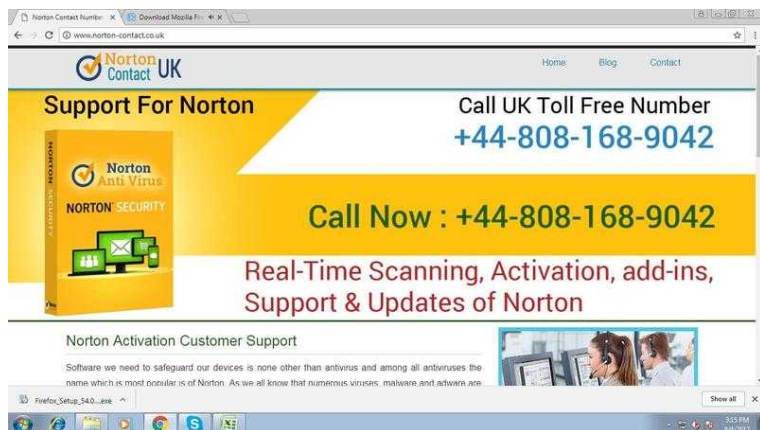 Norton Contact Number
Download Mozilla Fir
www.norton-contact.co.uk
Norton
Contact UK
Home Blog Contact
Support For Norton
Call UK Toll Free Number
+44-808-168-9042
NORTON SECURITY
Norton
Anti Virus
NORTON SECURITY
Call Now : +44-808-168-9042
Real-Time Scanning, Activation, add-ins,
Support & Updates of Norton
Norton Activation Customer Support
Software we need to safeguard our devices is none other than antivirus and among all antiviruses the
name which is most popular is of Norton. As we all know that numerous viruses, malware and adware are
Firefox_Setup_54.0....exe
Show all
3:15 PM